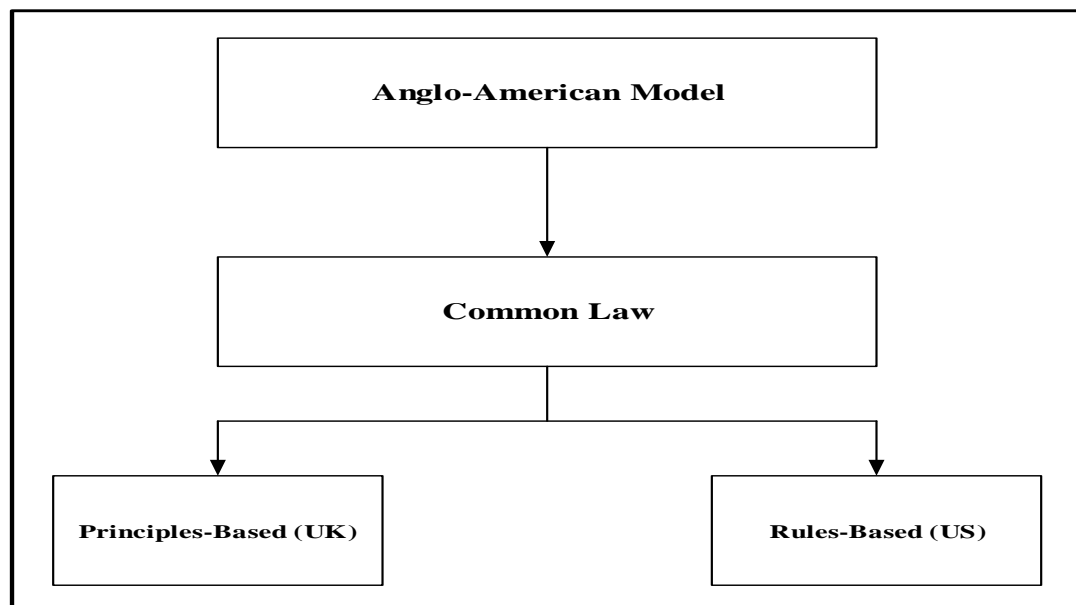 Anglo-American Model
Common Law
Principles-Based (UK)
Rules-Based (US)